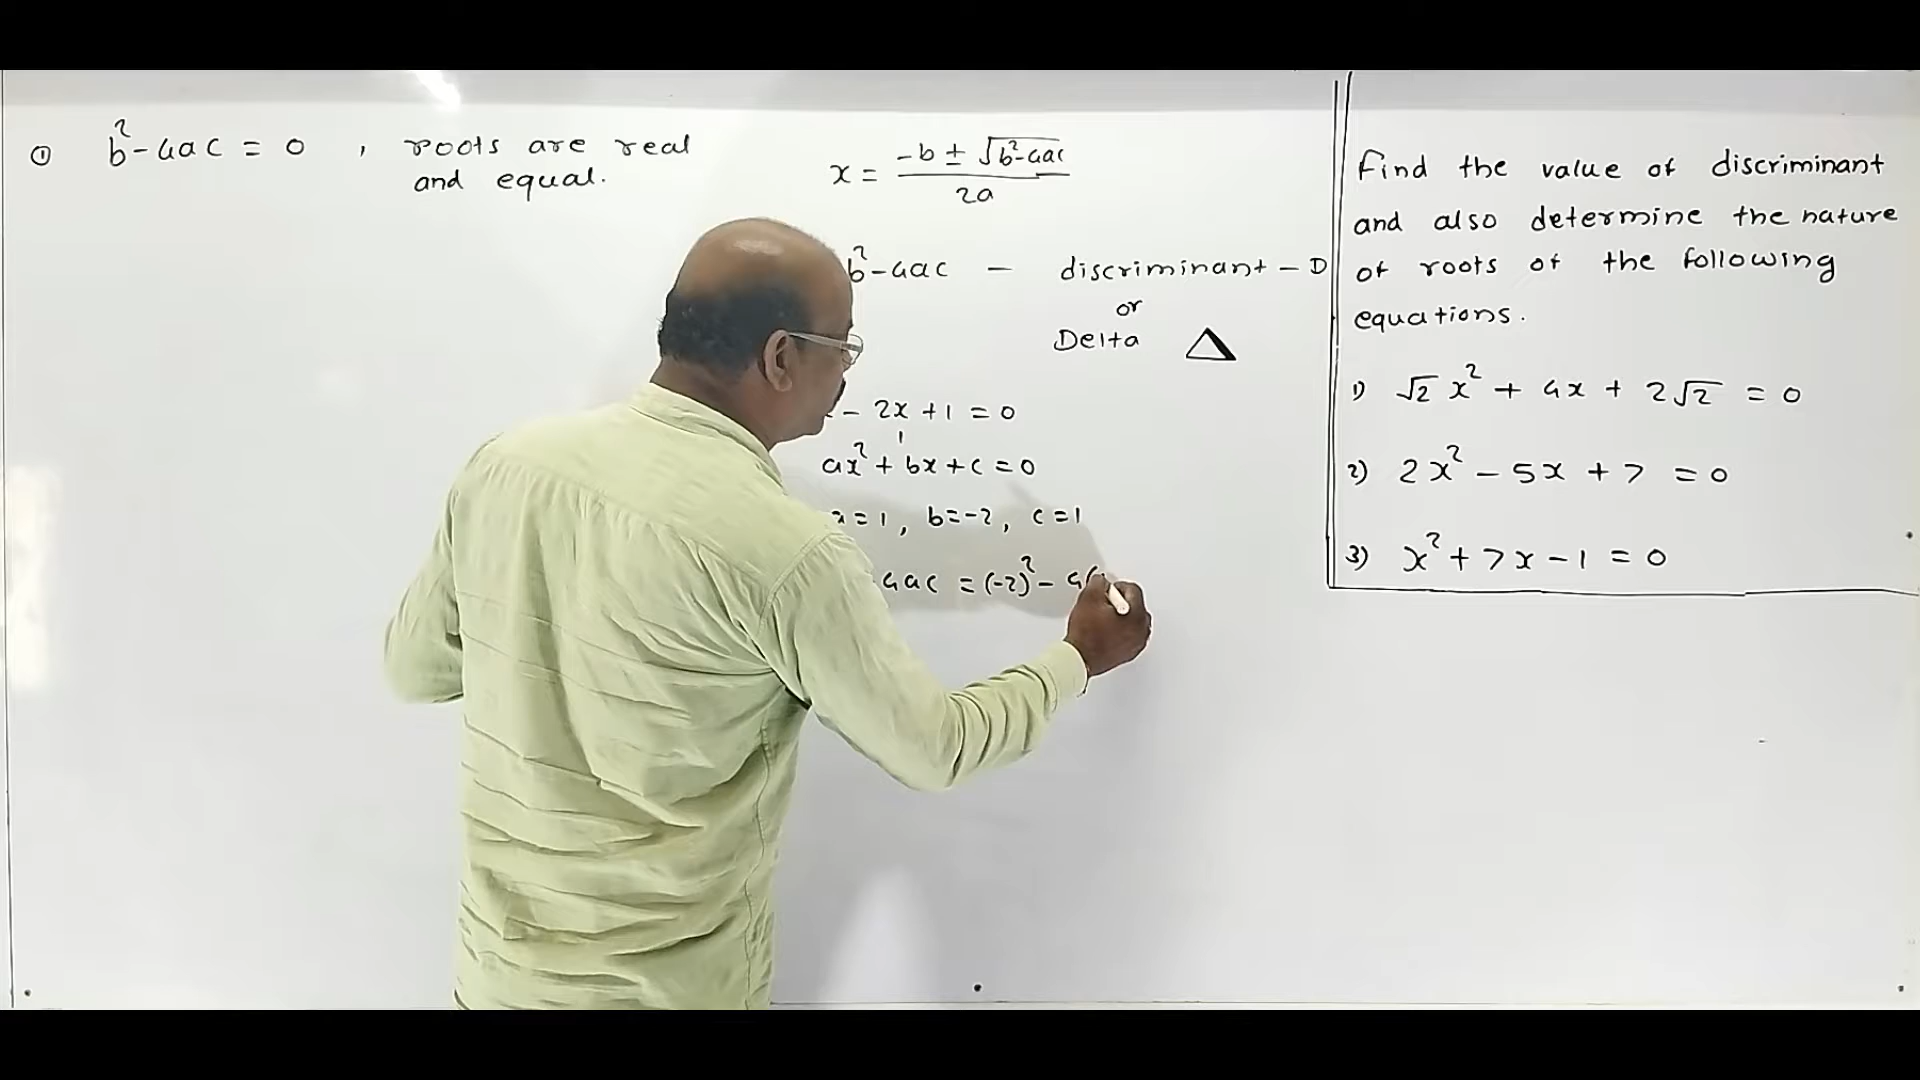 ① b²-4ac = 0 , roots are real
and equal.
x = -b ± √b²-4ac / 2a
b²-4ac — discriminant - D
or
Delta △
- 2x + 1 = 0
ax² + bx + c = 0
a = 1, b = -2, c = 1
4ac = (-2)² - 4(
Find the value of discriminant
and also determine the nature
of roots of the following
equations.
1) √2 x² + 4x + 2√2 = 0
2) 2x² - 5x + 7 = 0
3) x² + 7x - 1 = 0